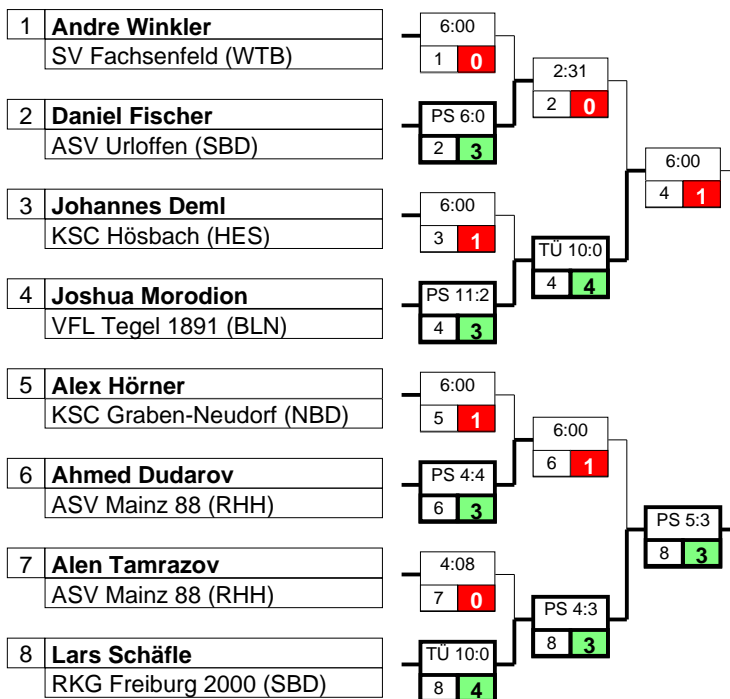 1 Andre Winkler
SV Fachsenfeld (WTB)
6:00
1 0
2:31
2 0
2 Daniel Fischer
ASV Urloffen (SBD)
PS 6:0
2 3
6:00
4 1
3 Johannes Deml
KSC Hösbach (HES)
6:00
3 1
TÜ 10:0
4 4
4 Joshua Morodion
VFL Tegel 1891 (BLN)
PS 11:2
4 3
5 Alex Hörner
KSC Graben-Neudorf (NBD)
6:00
5 1
6:00
6 1
6 Ahmed Dudarov
ASV Mainz 88 (RHH)
PS 4:4
6 3
PS 5:3
8 3
7 Alen Tamrazov
ASV Mainz 88 (RHH)
4:08
7 0
PS 4:3
8 3
8 Lars Schäfle
RKG Freiburg 2000 (SBD)
TÜ 10:0
8 4